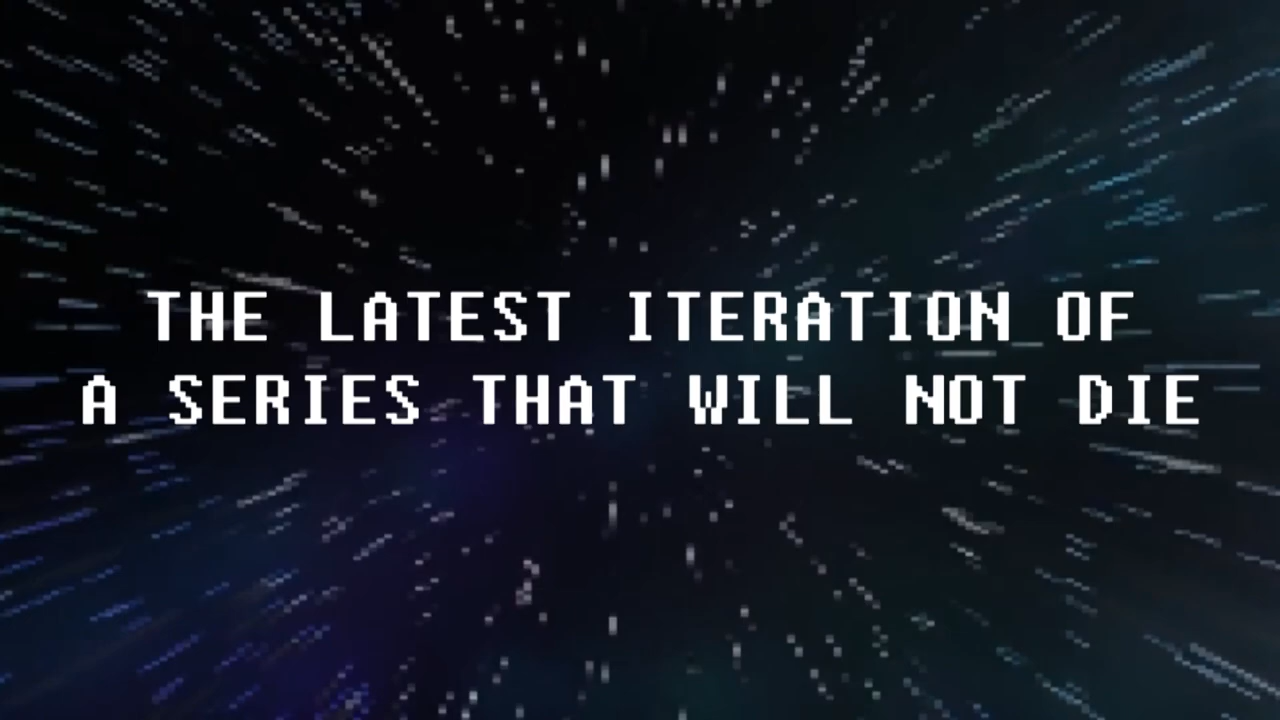 THE LATEST ITERATION OF
A SERIES THAT WILL NOT DIE